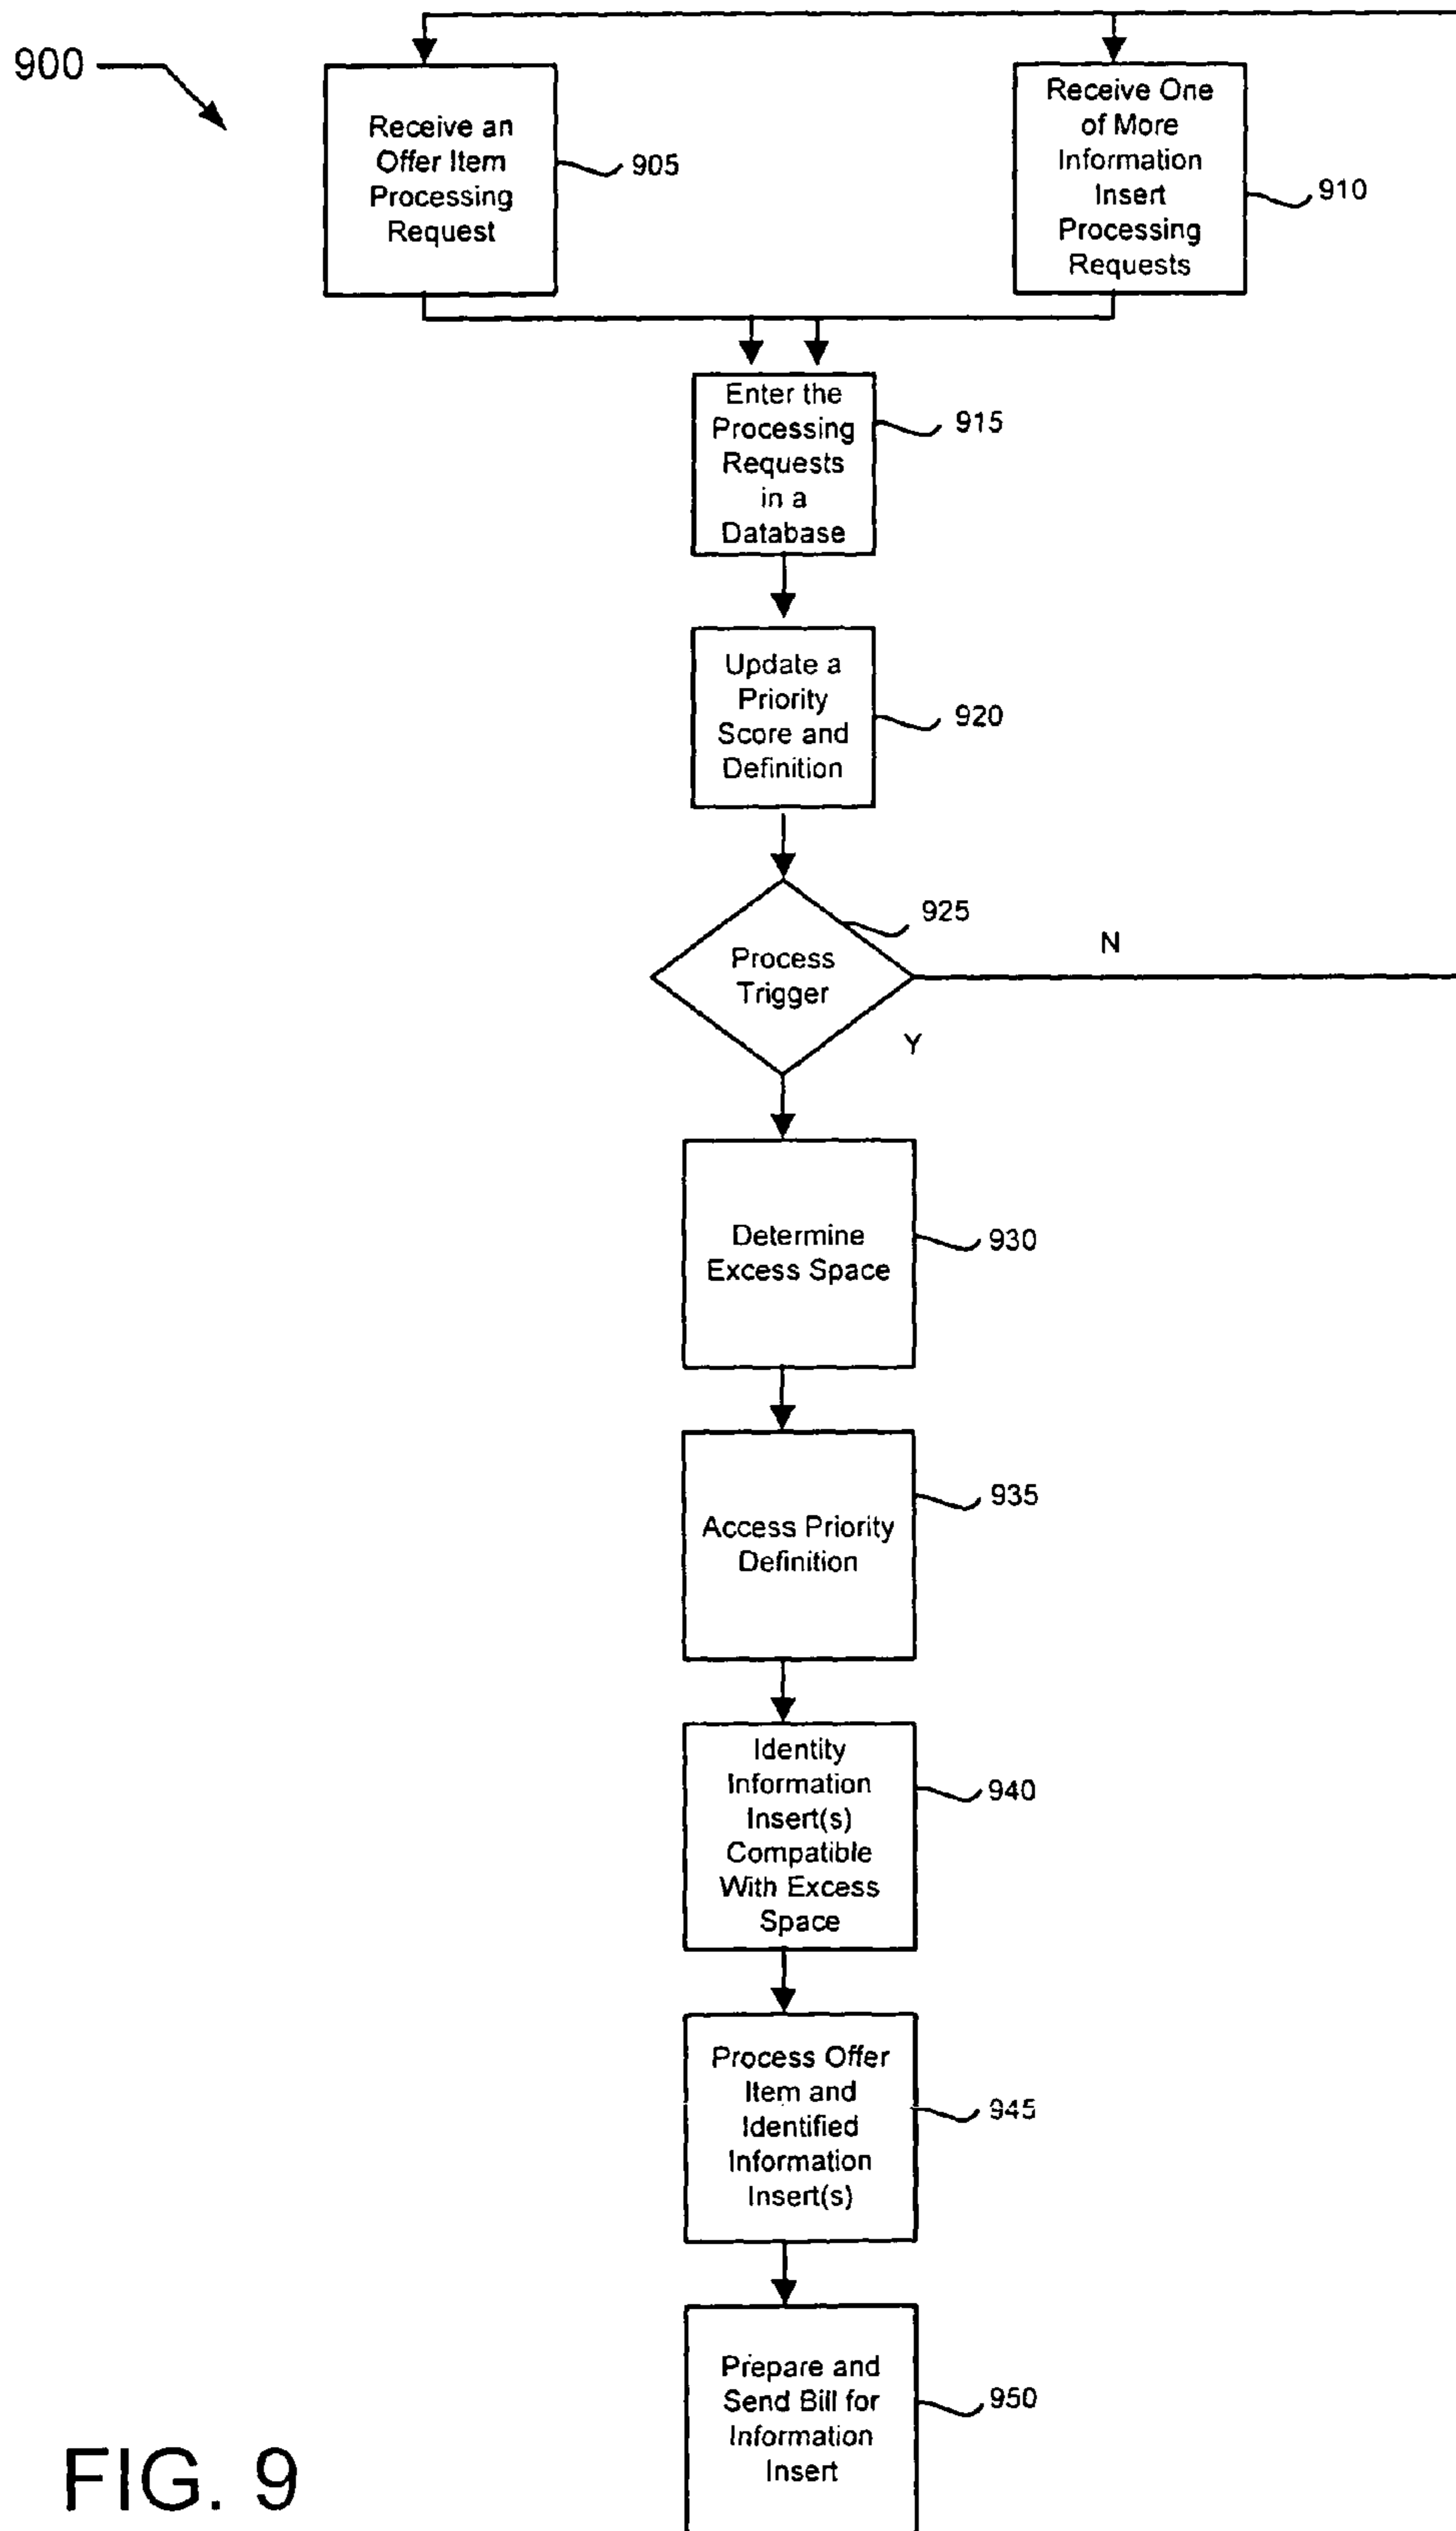 900
Receive an
Offer Item
Processing
Request
905
Receive One
of More
Information
Insert
Processing
Requests
910
Enter the
Processing
Requests
in a
Database
915
Update a
Priority
Score and
Definition
920
925
Process
Trigger
N
Y
Determine
Excess Space
930
Access Priority
Definition
935
Identity
Information
Insert(s)
Compatible
With Excess
Space
940
Process Offer
Item and
Identified
Information
Insert(s)
945
Prepare and
Send Bill for
Information
Insert
950
FIG. 9